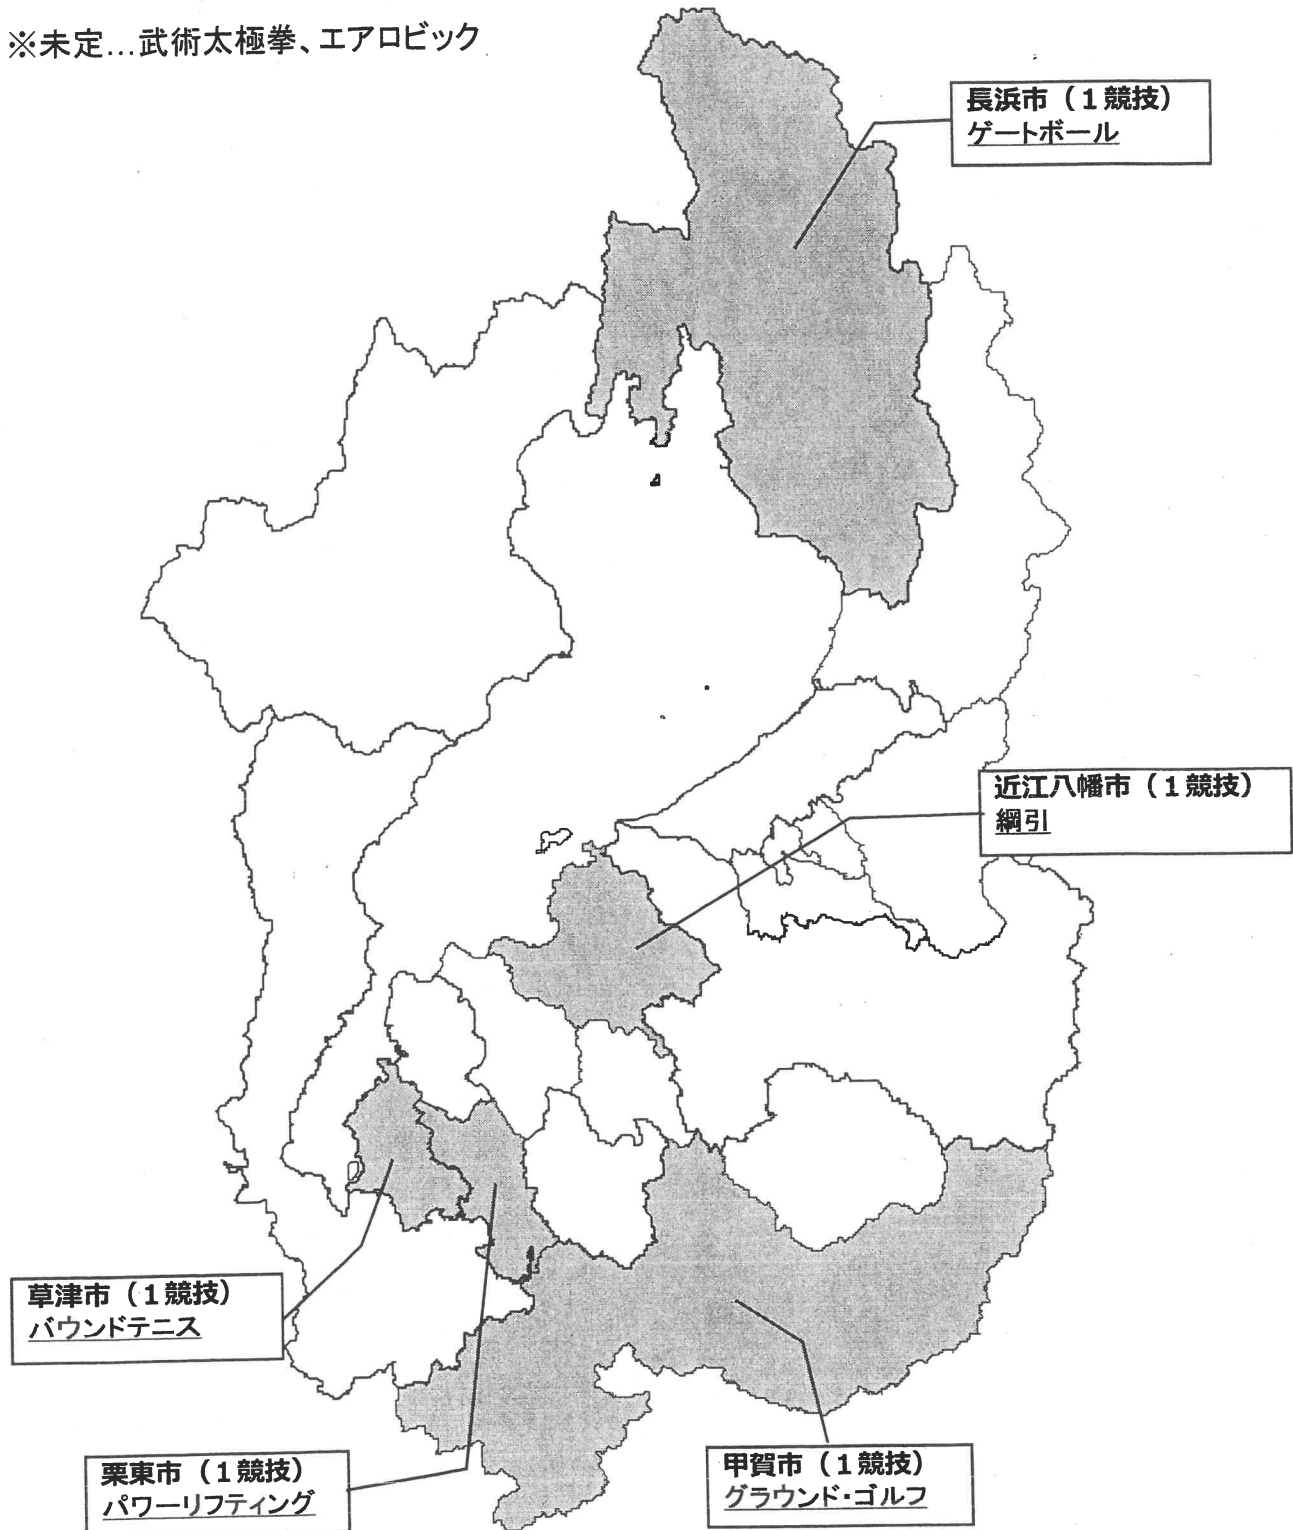 ※未定…武術太極拳、エアロビック
長浜市（１競技）
ゲートボール
近江八幡市（１競技）
綱引
草津市（１競技）
バウンドテニス
栗東市（１競技）
パワーリフティング
甲賀市（１競技）
グラウンド・ゴルフ